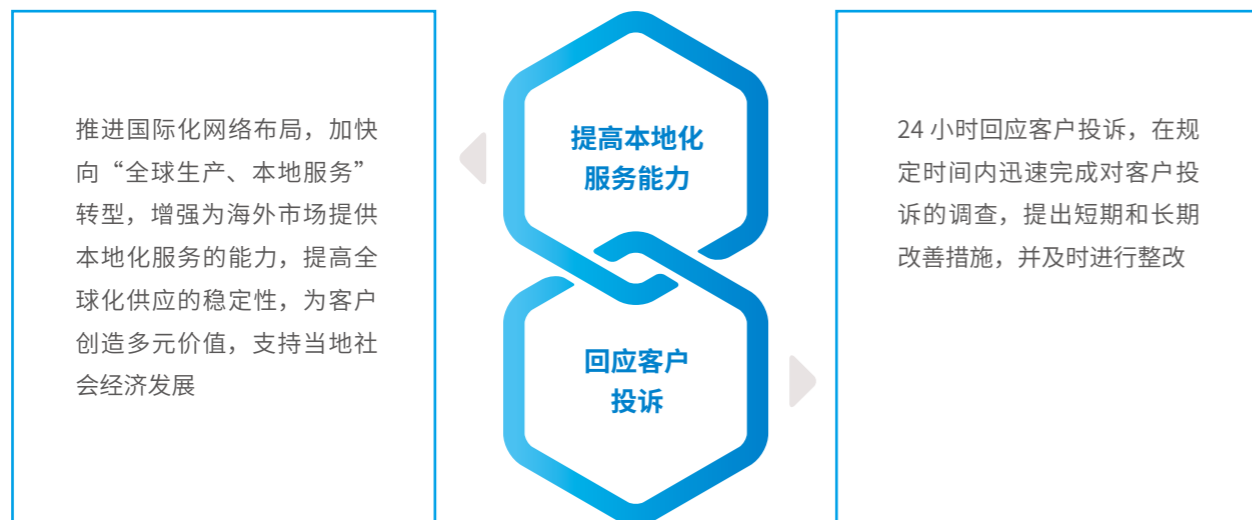 推进国际化网络布局，加快
向“全球生产、本地服务”
转型，增强为海外市场提供
本地化服务的能力，提高全
球化供应的稳定性，为客户
创造多元价值，支持当地社
会经济发展
提高本地化
服务能力
回应客户
投诉
24 小时回应客户投诉，在规
定时间内迅速完成对客户投
诉的调查，提出短期和长期
改善措施，并及时进行整改